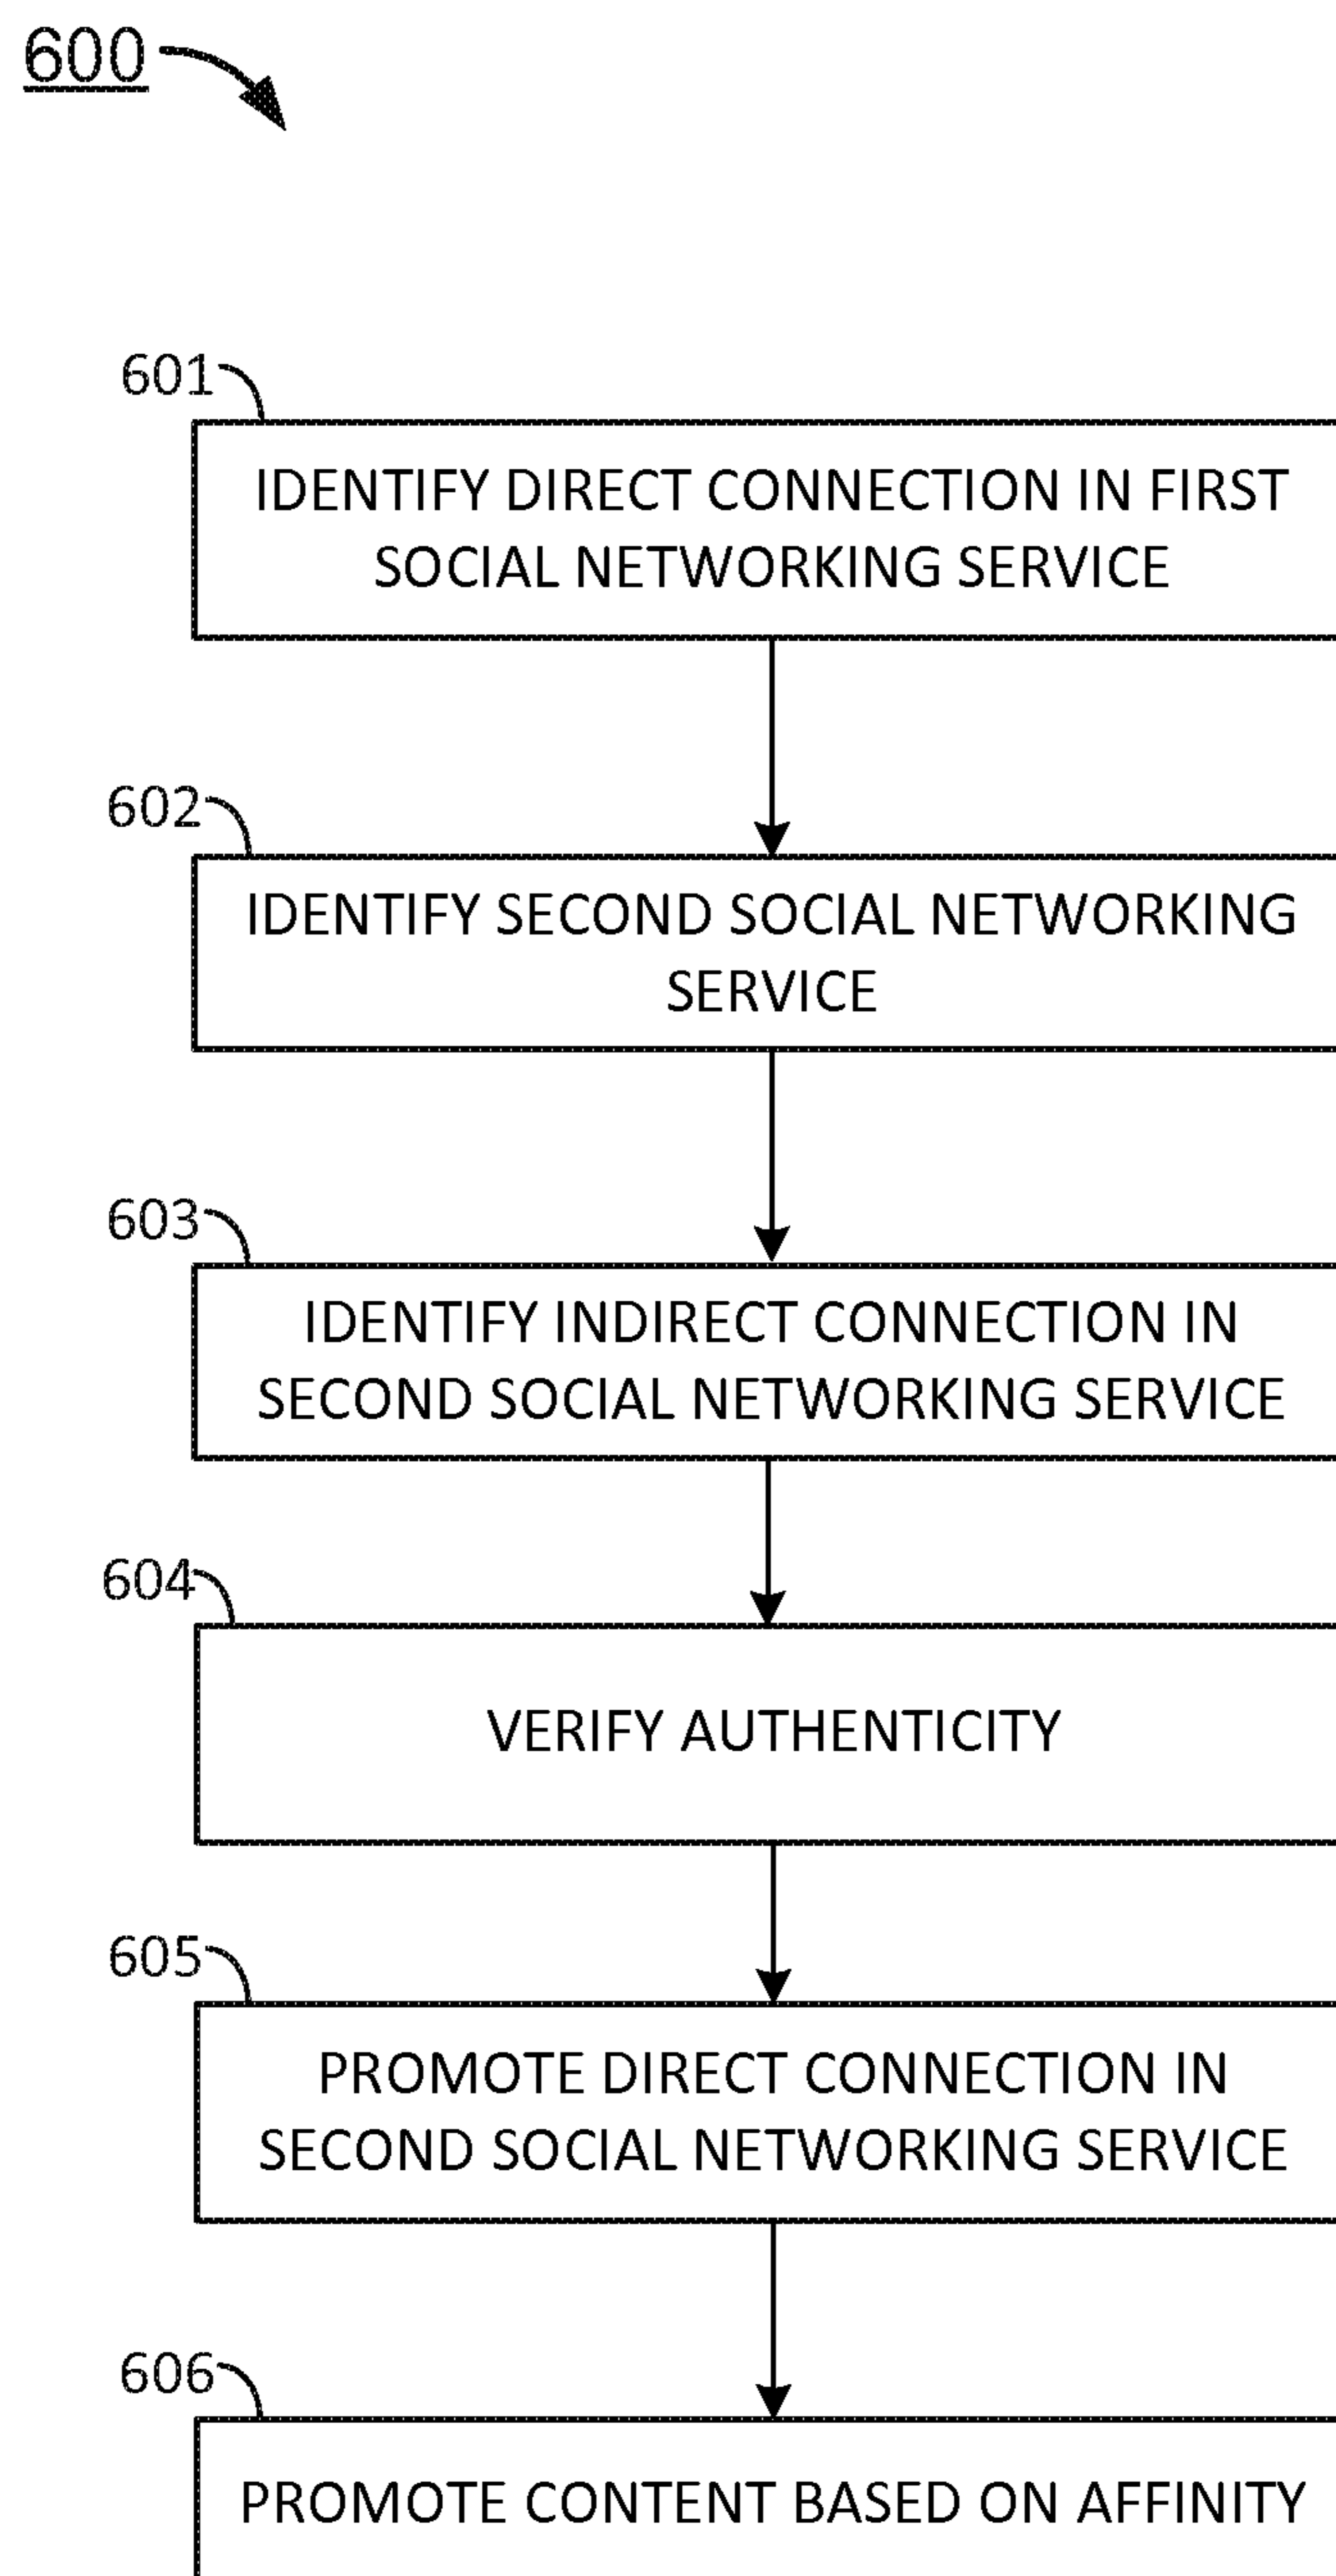 600
601
IDENTIFY DIRECT CONNECTION IN FIRST
SOCIAL NETWORKING SERVICE
602
IDENTIFY SECOND SOCIAL NETWORKING
SERVICE
603
IDENTIFY INDIRECT CONNECTION IN
SECOND SOCIAL NETWORKING SERVICE
604
VERIFY AUTHENTICITY
605
PROMOTE DIRECT CONNECTION IN
SECOND SOCIAL NETWORKING SERVICE
606
PROMOTE CONTENT BASED ON AFFINITY